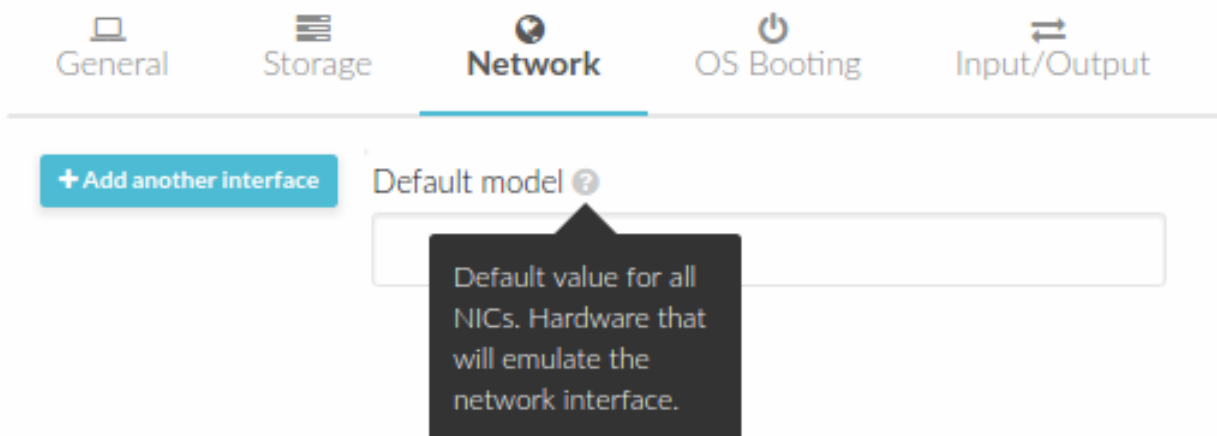 General
Storage
Network
OS Booting
Input/Output
+ Add another interface
Default model ?
Default value for all
NICs. Hardware that
will emulate the
network interface.